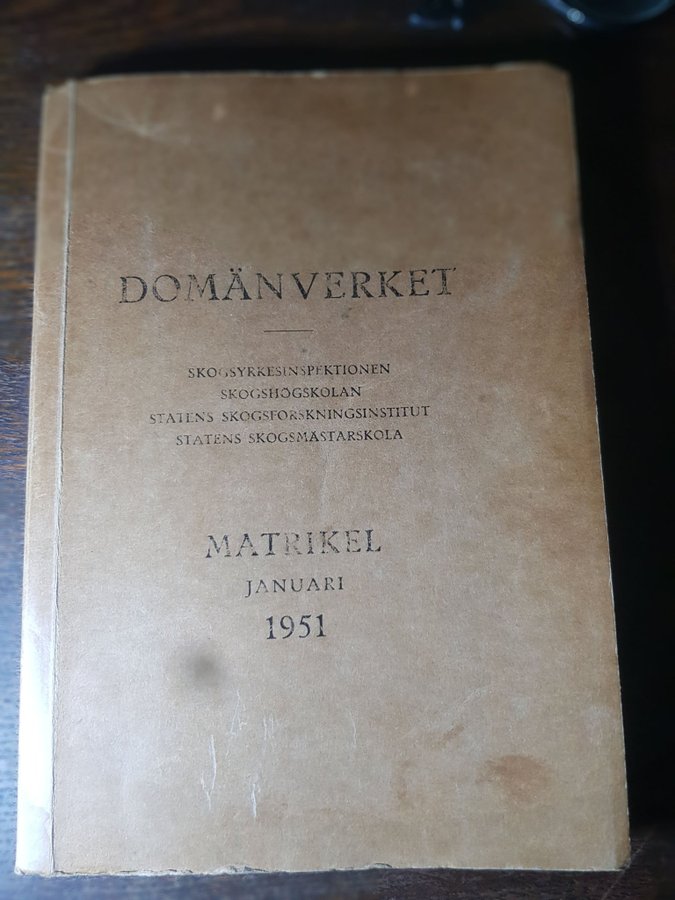 DOMÄNVERKET
SKOGSYRKESINSPEKTIONEN
SKOGSHÖGSKOLAN
STATENS SKOGSFORSKNINGSINSTITUT
STATENS SKOGSMÄSTARSKOLA
MATRIKEL
JANUARI
1951